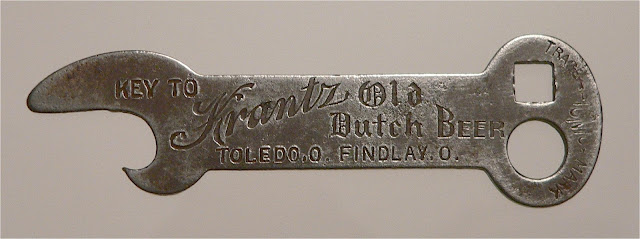 KEY TO Krantz Old
Dutch BEER
TOLEDO.O. FINDLAY.O.
TRADE MARK